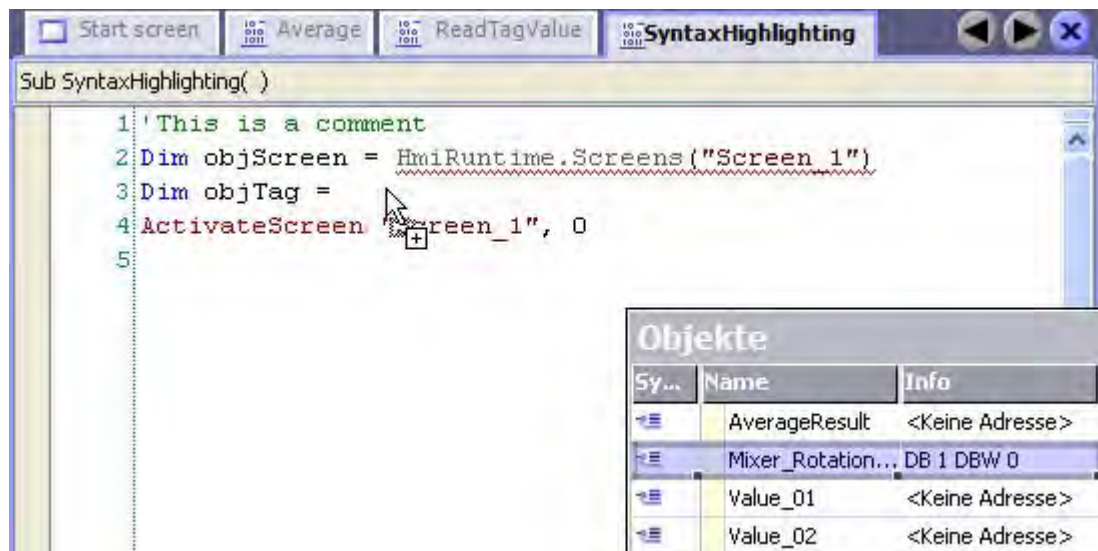 Start screen Average ReadTagValue SyntaxHighlighting
Sub SyntaxHighlighting( )
1 'This is a comment
2 Dim objScreen = HmiRuntime.Screens("Screen_1")
3 Dim objTag =
4 ActivateScreen "Screen_1", 0
5
Objekte
Sy... Name Info
AverageResult <Keine Adresse>
Mixer_Rotation... DB 1 DBW 0
Value_01 <Keine Adresse>
Value_02 <Keine Adresse>